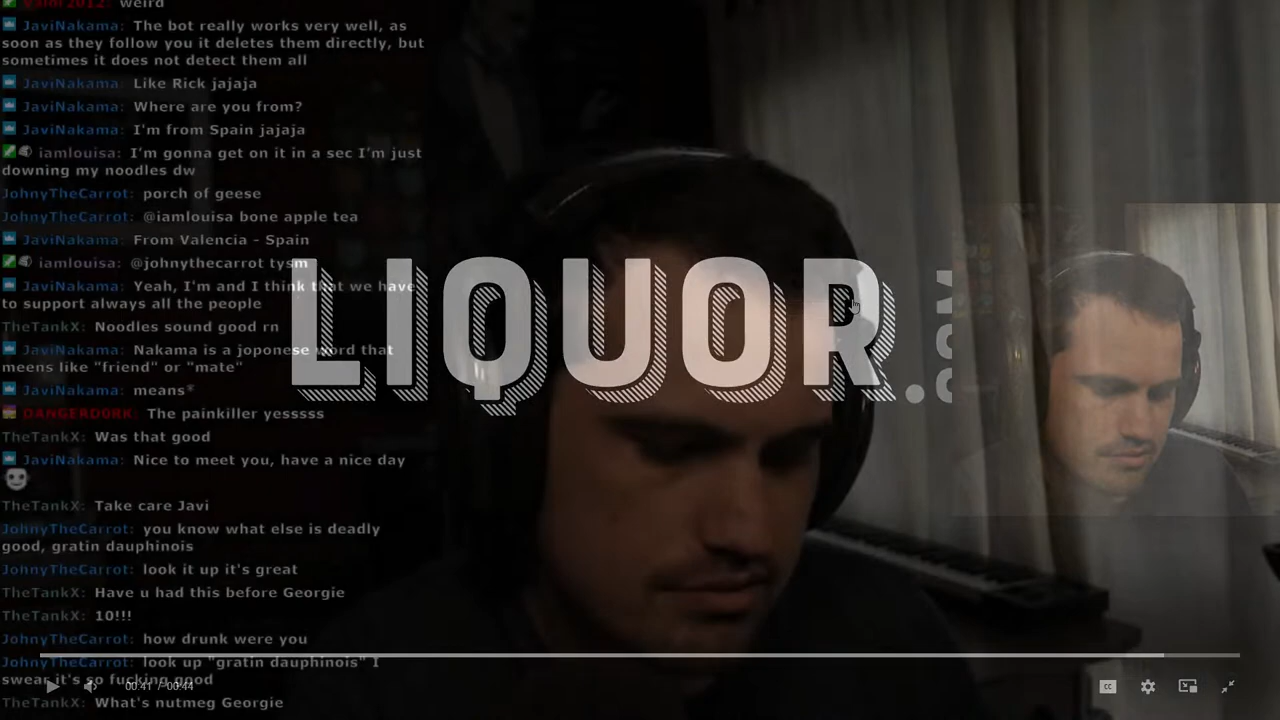 weird
JaviNakama: The bot really works very well, as
soon as they follow you it deletes them directly, but
sometimes it does not detect them all
JaviNakama: Like Rick jajaja
JaviNakama: Where are you from?
JaviNakama: I'm from Spain jajaja
iamlouisa: I'm gonna get on it in a sec I'm just
downing my noodles dw
JohnyTheCarrot: porch of geese
JohnyTheCarrot: @iamlouisa bone apple tea
JaviNakama: From Valencia - Spain
iamlouisa: @johnythecarrot tysm
JaviNakama: Yeah, I'm and I think that we have
to support always all the people
TheTankX: Noodles sound good rn
JaviNakama: Nakama is a joponese word that
meens like "friend" or "mate"
JaviNakama: means*
DANGERD0RK: The painkiller yesssss
TheTankX: Was that good
JaviNakama: Nice to meet you, have a nice day
TheTankX: Take care Javi
JohnyTheCarrot: you know what else is deadly
good, gratin dauphinois
JohnyTheCarrot: look it up it's great
TheTankX: Have u had this before Georgie
TheTankX: 10!!!
JohnyTheCarrot: how drunk were you
JohnyTheCarrot: look up "gratin dauphinois" I
swear it's so fucking good
TheTankX: What's nutmeg Georgie
LIQUOR.
00:41 / 00:44
CC